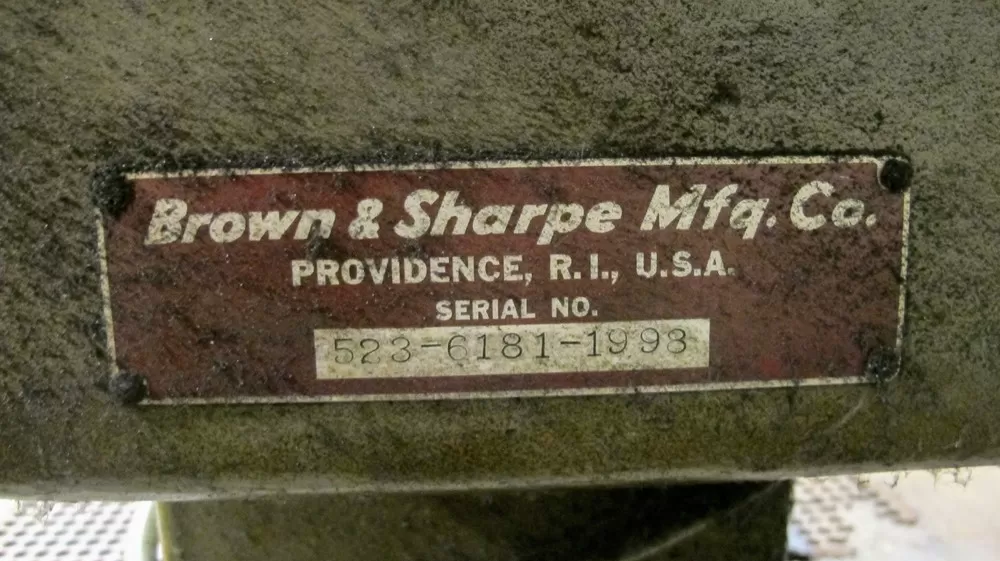 Brown & Sharpe Mfg. Co.
PROVIDENCE, R.I., U.S.A.
SERIAL NO.
523-6181-1998